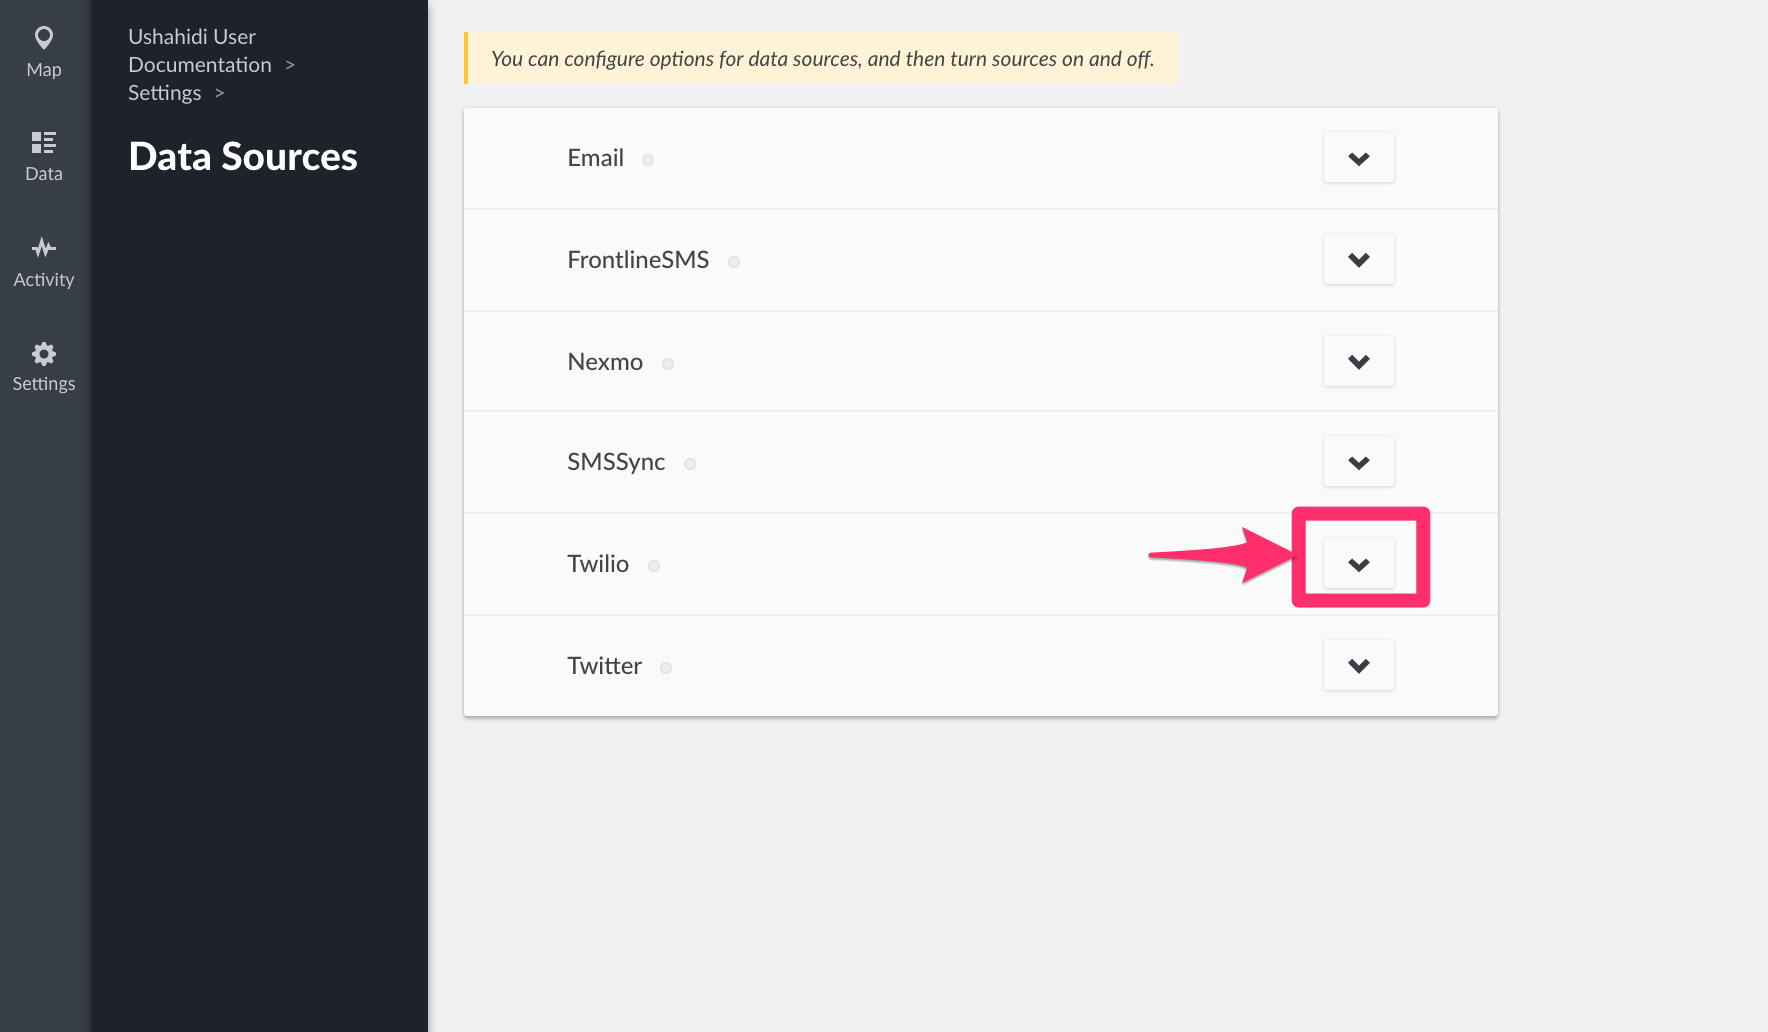 Map
Data
Activity
Settings
Ushahidi User
Documentation >
Settings >
Data Sources
You can configure options for data sources, and then turn sources on and off.
Email
FrontlineSMS
Nexmo
SMSSync
Twilio
Twitter